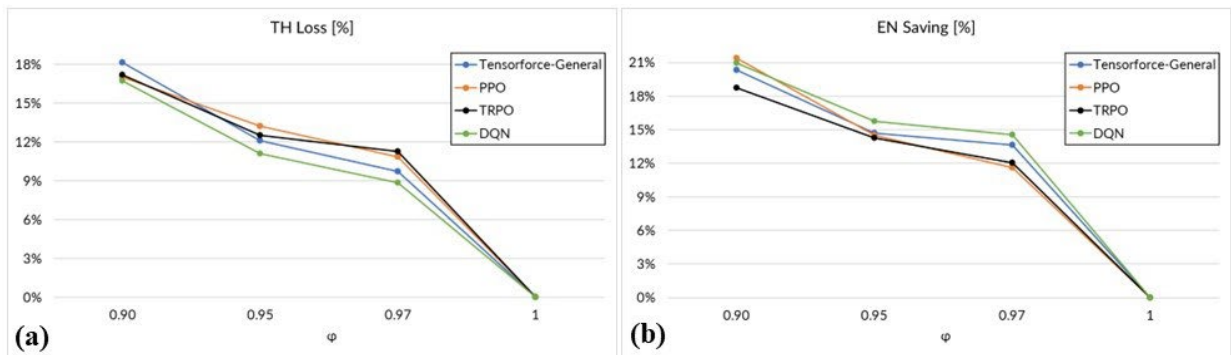 TH Loss [%]
18%
15%
12%
9%
6%
3%
0%
0.90 0.95 0.97 1
φ
Tensorforce-General
PPO
TRPO
DQN
(a)
EN Saving [%]
21%
18%
15%
12%
9%
6%
3%
0%
0.90 0.95 0.97 1
φ
Tensorforce-General
PPO
TRPO
DQN
(b)